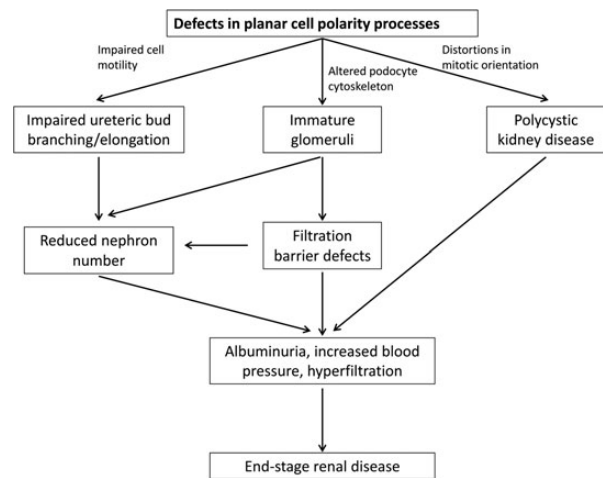 Defects in planar cell polarity processes
Impaired cell
motility
Altered podocyte
cytoskeleton
Distortions in
mitotic orientation
Impaired ureteric bud
branching/elongation
Immature
glomeruli
Polycystic
kidney disease
Reduced nephron
number
Filtration
barrier defects
Albuminuria, increased blood
pressure, hyperfiltration
End-stage renal disease